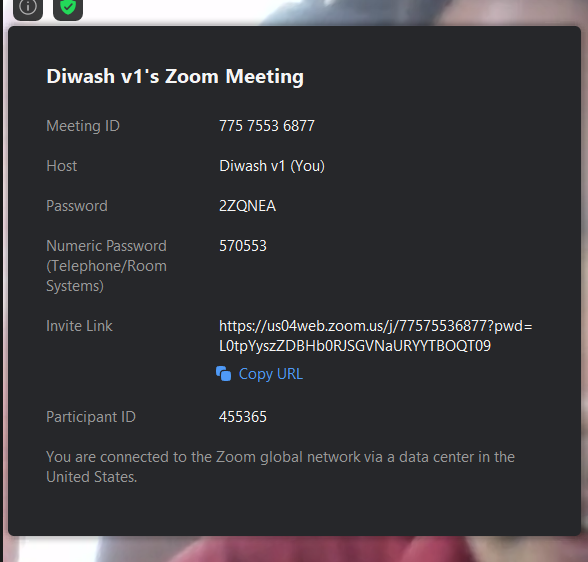 Diwash v1's Zoom Meeting
Meeting ID 775 7553 6877
Host Diwash v1 (You)
Password 2ZQNEA
Numeric Password 570553
(Telephone/Room
Systems)
Invite Link https://us04web.zoom.us/j/77575536877?pwd=
L0tpYyszZDBHb0RJSGVNaURYYTBOQT09
Copy URL
Participant ID 455365
You are connected to the Zoom global network via a data center in the
United States.